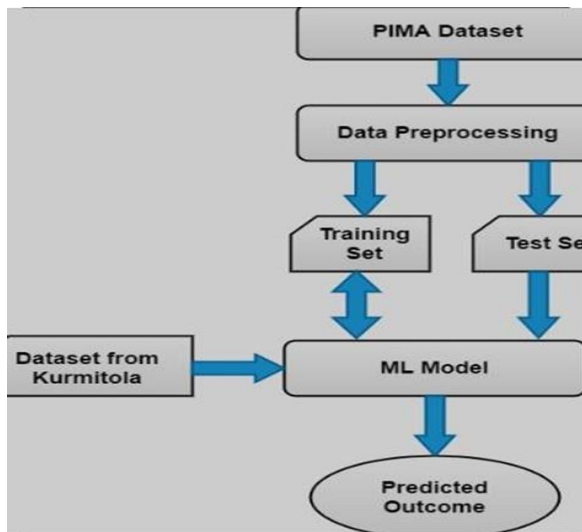 PIMA Dataset
Data Preprocessing
Training
Set
Test Se
Dataset from
Kurmitola
ML Model
Predicted
Outcome